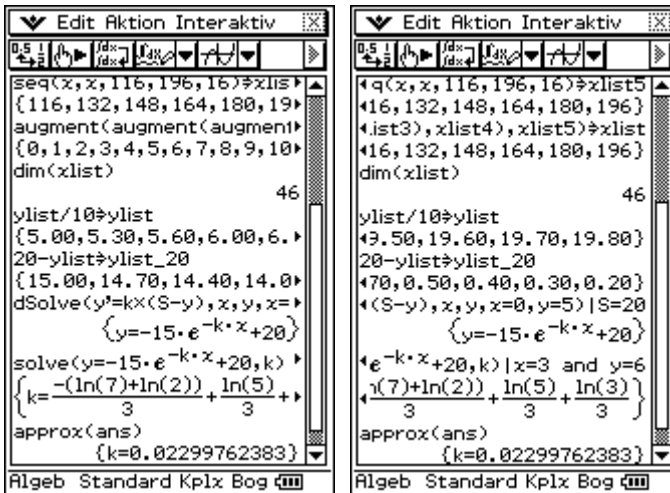 Edit Aktion Interaktiv
seq(x,x,116,196,16)⇒xlis
{116,132,148,164,180,19
augment(augment(augment
{0,1,2,3,4,5,6,7,8,9,10
dim(xlist)
46
ylist/10⇒ylist
{5.00,5.30,5.60,6.00,6.
20-ylist⇒ylist_20
{15.00,14.70,14.40,14.0
dSolve(y'=k×(S-y),x,y,x=
{y=-15·e^-k·x+20}
solve(y=-15·e^-k·x+20,k)
{k=-(ln(7)+ln(2))/3+ln(5)/3+
approx(ans)
{k=0.02299762383}
Algeb Standard Kplx Bog
Edit Aktion Interaktiv
q(x,x,116,196,16)⇒xlist5
16,132,148,164,180,196}
.ist3),xlist4),xlist5)⇒xlist
16,132,148,164,180,196}
dim(xlist)
46
ylist/10⇒ylist
9.50,19.60,19.70,19.80}
20-ylist⇒ylist_20
70,0.50,0.40,0.30,0.20}
(S-y),x,y,x=0,y=5)|S=20
{y=-15·e^-k·x+20}
e^-k·x+20,k)|x=3 and y=6
(7)+ln(2))/3+ln(5)/3+ln(3)/3}
approx(ans)
{k=0.02299762383}
Algeb Standard Kplx Bog